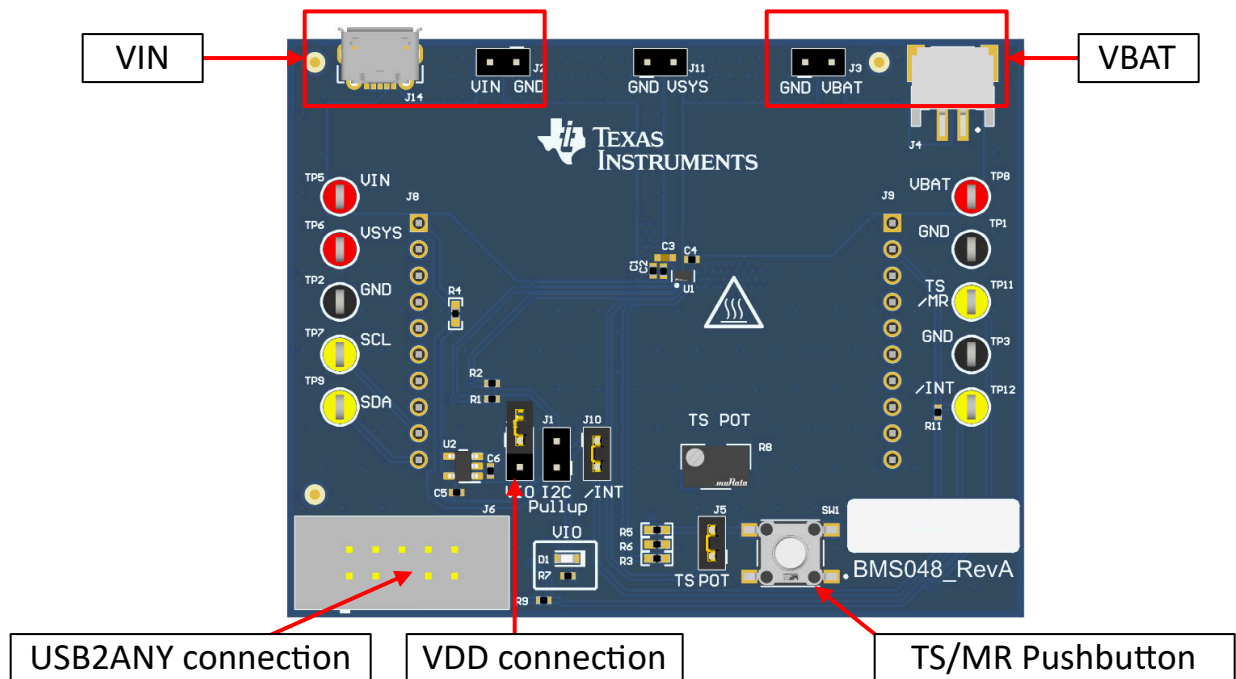 VIN
VBAT
J14
J2
VIN GND
J11
GND VSYS
J3
GND VBAT
J4
TEXAS
INSTRUMENTS
TP5 VIN
J8
TP6 VSYS
TP2 GND
R4
TP7 SCL
TP9 SDA
C3
C4
C1
C2
U1
J9
VBAT TP8
GND TP1
TS
/MR
TP11
GND TP3
/INT TP12
R11
R2
R1
J1
J10
U2
C6
C5
VIO I2C /INT
Pullup
TS POT
R8
muRata
J6
VIO
D1
R7
R9
R5
R6
R3
J5
TS POT
SW1
BMS048_RevA
USB2ANY connection
VDD connection
TS/MR Pushbutton